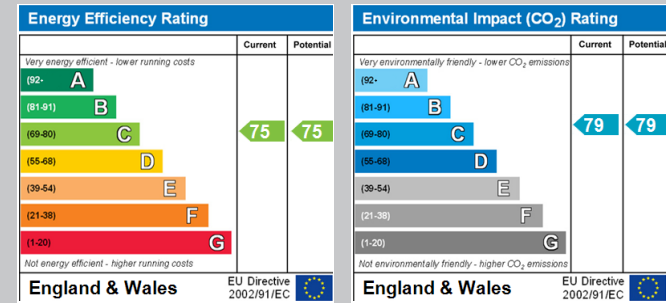 Energy Efficiency Rating
Current Potential
Very energy efficient - lower running costs
(92- A
(81-91) B
(69-80) C 75 75
(55-68) D
(39-54) E
(21-38) F
(1-20) G
Not energy efficient - higher running costs
England & Wales
EU Directive
2002/91/EC
Environmental Impact (CO2) Rating
Current Potential
Very environmentally friendly - lower CO2 emissions
(92- A
(81-91) B
(69-80) C 79 79
(55-68) D
(39-54) E
(21-38) F
(1-20) G
Not environmentally friendly - higher CO2 emissions
England & Wales
EU Directive
2002/91/EC